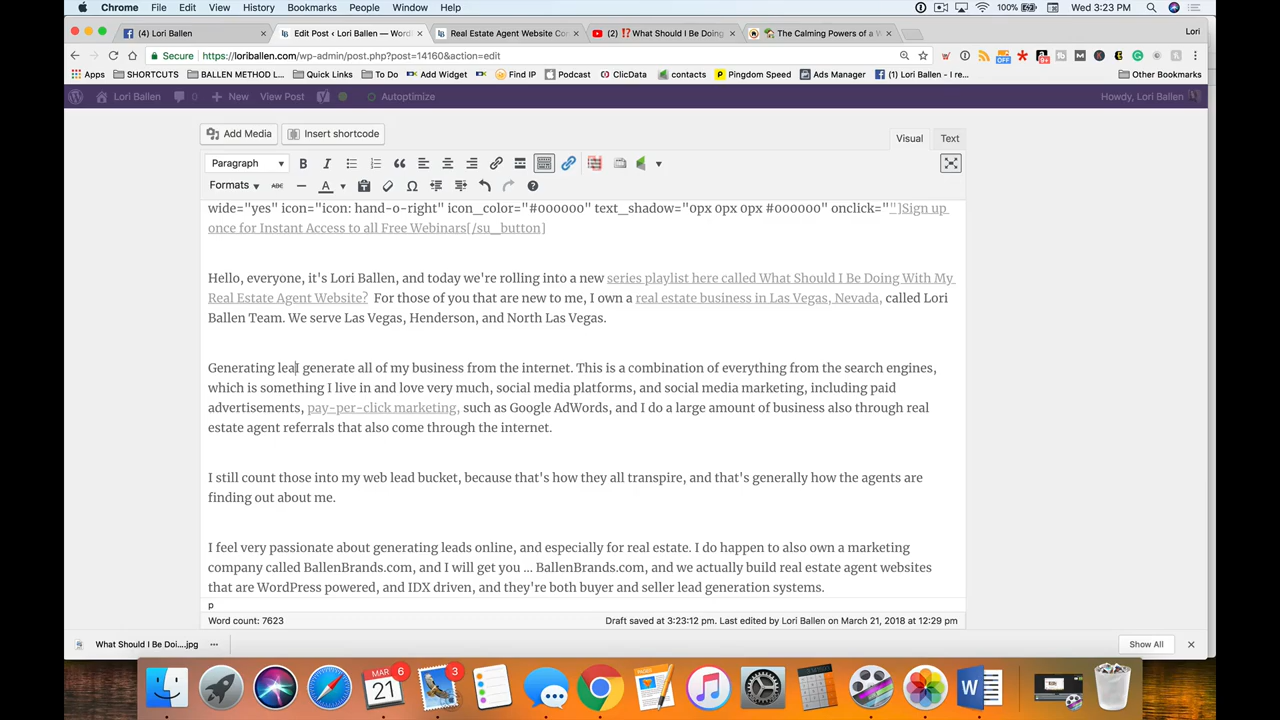 Chrome File Edit View History Bookmarks People Window Help 100% Wed 3:23 PM
(4) Lori Ballen Edit Post ‹ Lori Ballen — Word Real Estate Agent Website Co (2) ⁉️What Should I Be Doing The Calming Powers of a W Lori
Secure https://loriballen.com/wp-admin/post.php?post=14160&action=edit
Apps SHORTCUTS BALLEN METHOD L... Quick Links To Do Add Widget Find IP Podcast ClicData contacts Pingdom Speed Ads Manager (1) Lori Ballen - I re... Other Bookmarks
Lori Ballen 0 New View Post Autoptimize Howdy, Lori Ballen
Add Media Insert shortcode Visual Text
Paragraph
Formats
wide="yes" icon="icon: hand-o-right" icon_color="#000000" text_shadow="0px 0px 0px #000000" onclick=""]Sign up
once for Instant Access to all Free Webinars[/su_button]
Hello, everyone, it's Lori Ballen, and today we're rolling into a new series playlist here called What Should I Be Doing With My
Real Estate Agent Website? For those of you that are new to me, I own a real estate business in Las Vegas, Nevada, called Lori
Ballen Team. We serve Las Vegas, Henderson, and North Las Vegas.
Generating leaI generate all of my business from the internet. This is a combination of everything from the search engines,
which is something I live in and love very much, social media platforms, and social media marketing, including paid
advertisements, pay-per-click marketing, such as Google AdWords, and I do a large amount of business also through real
estate agent referrals that also come through the internet.
I still count those into my web lead bucket, because that's how they all transpire, and that's generally how the agents are
finding out about me.
I feel very passionate about generating leads online, and especially for real estate. I do happen to also own a marketing
company called BallenBrands.com, and I will get you ... BallenBrands.com, and we actually build real estate agent websites
that are WordPress powered, and IDX driven, and they're both buyer and seller lead generation systems.
p
Word count: 7623 Draft saved at 3:23:12 pm. Last edited by Lori Ballen on March 21, 2018 at 12:29 pm
What Should I Be Doi....jpg Show All
MAR 21 6 3